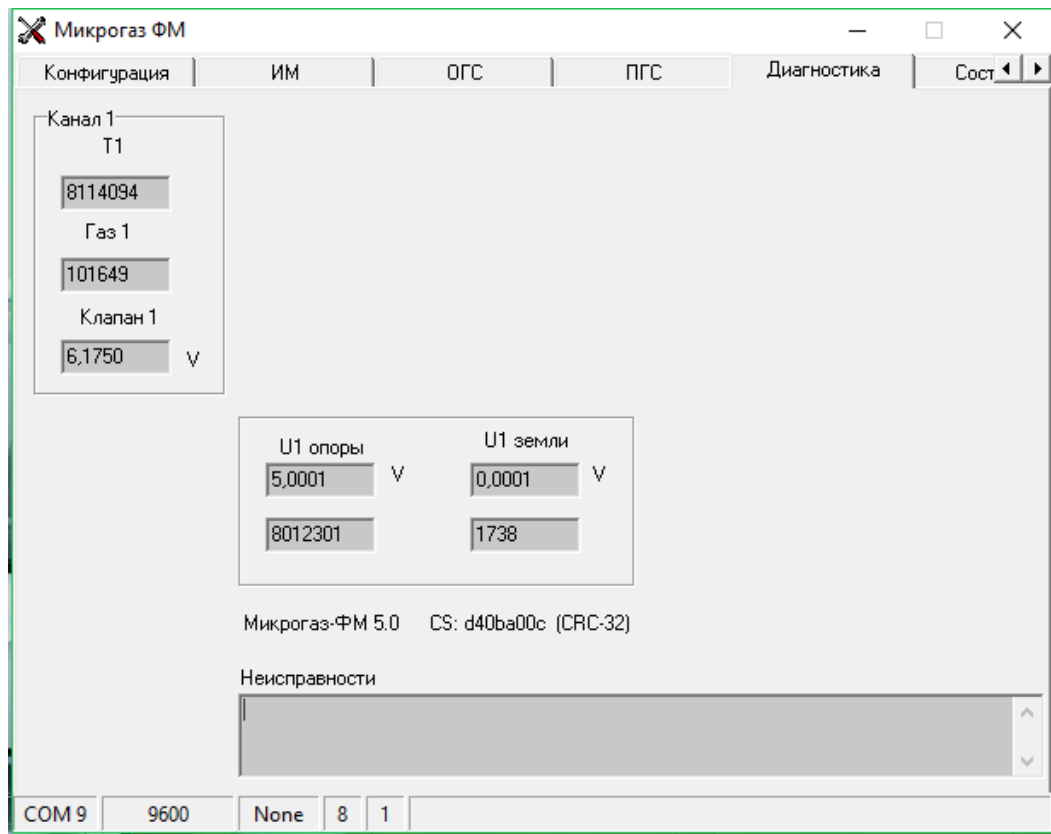 Микрогаз ФМ
Конфигурация ИМ ОГС ПГС Диагностика Сост
Канал 1
Т1
8114094
Газ 1
101649
Клапан 1
6,1750 V
U1 опоры U1 земли
5,0001 V 0,0001 V
8012301 1738
Микрогаз-ФМ 5.0 CS: d40ba00c (CRC-32)
Неисправности
COM 9 9600 None 8 1